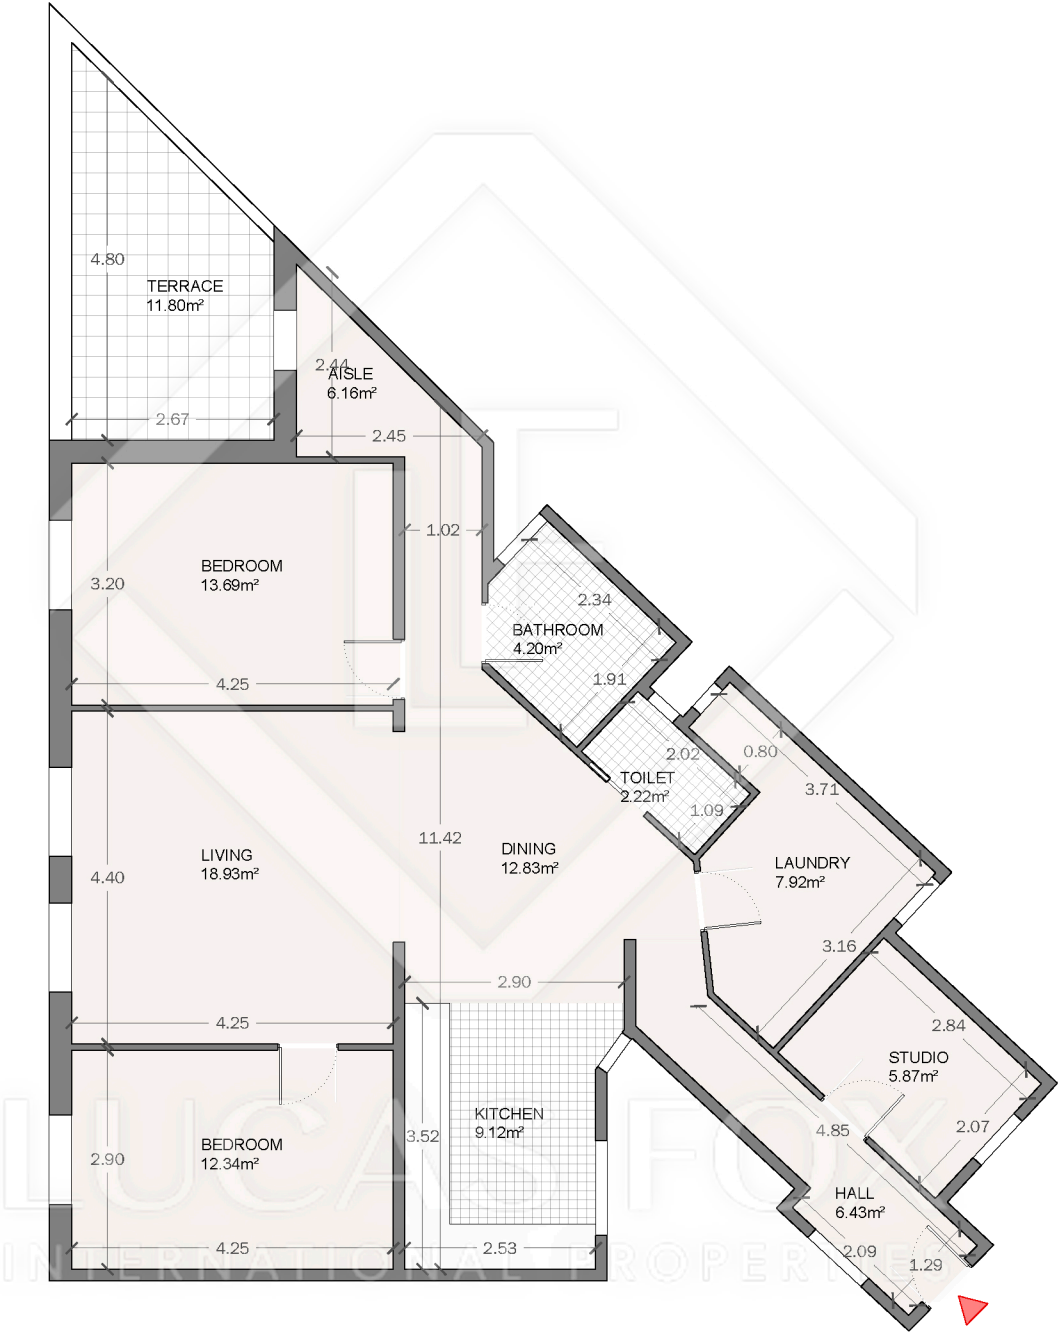 4.80
TERRACE
11.80m²
2.67
2.44
AISLE
6.16m²
2.45
1.02
BEDROOM
13.69m²
3.20
4.25
2.34
BATHROOM
4.20m²
1.91
2.02
0.80
TOILET
2.22m²
1.09
3.71
11.42
LIVING
18.93m²
4.40
DINING
12.83m²
LAUNDRY
7.92m²
3.16
2.90
4.25
2.84
STUDIO
5.87m²
2.07
KITCHEN
9.12m²
3.52
4.85
BEDROOM
12.34m²
2.90
HALL
6.43m²
4.25
2.53
2.09
1.29
LUCAS FOX
INTERNATIONAL PROPERTIES